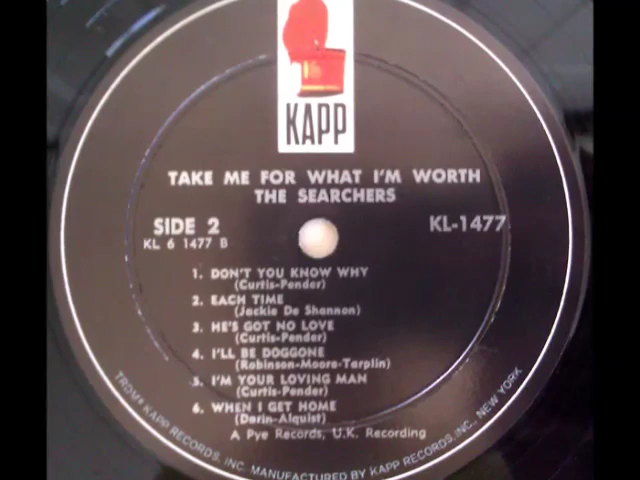 KAPP
TAKE ME FOR WHAT I'M WORTH
THE SEARCHERS
SIDE 2
KL-1477
KL 6 1477 B
1. DON'T YOU KNOW WHY
(Curtis-Pender)
2. EACH TIME
(Jackie De Shannon)
3. HE'S GOT NO LOVE
(Curtis-Pender)
4. I'LL BE DOGGONE
(Robinson-Moore-Tarplin)
5. I'M YOUR LOVING MAN
(Curtis-Pender)
6. WHEN I GET HOME
(Darin-Alquist)
A Pye Records, U.K. Recording
TRDM® KAPP RECORDS, INC. MANUFACTURED BY KAPP RECORDS, INC., NEW YORK